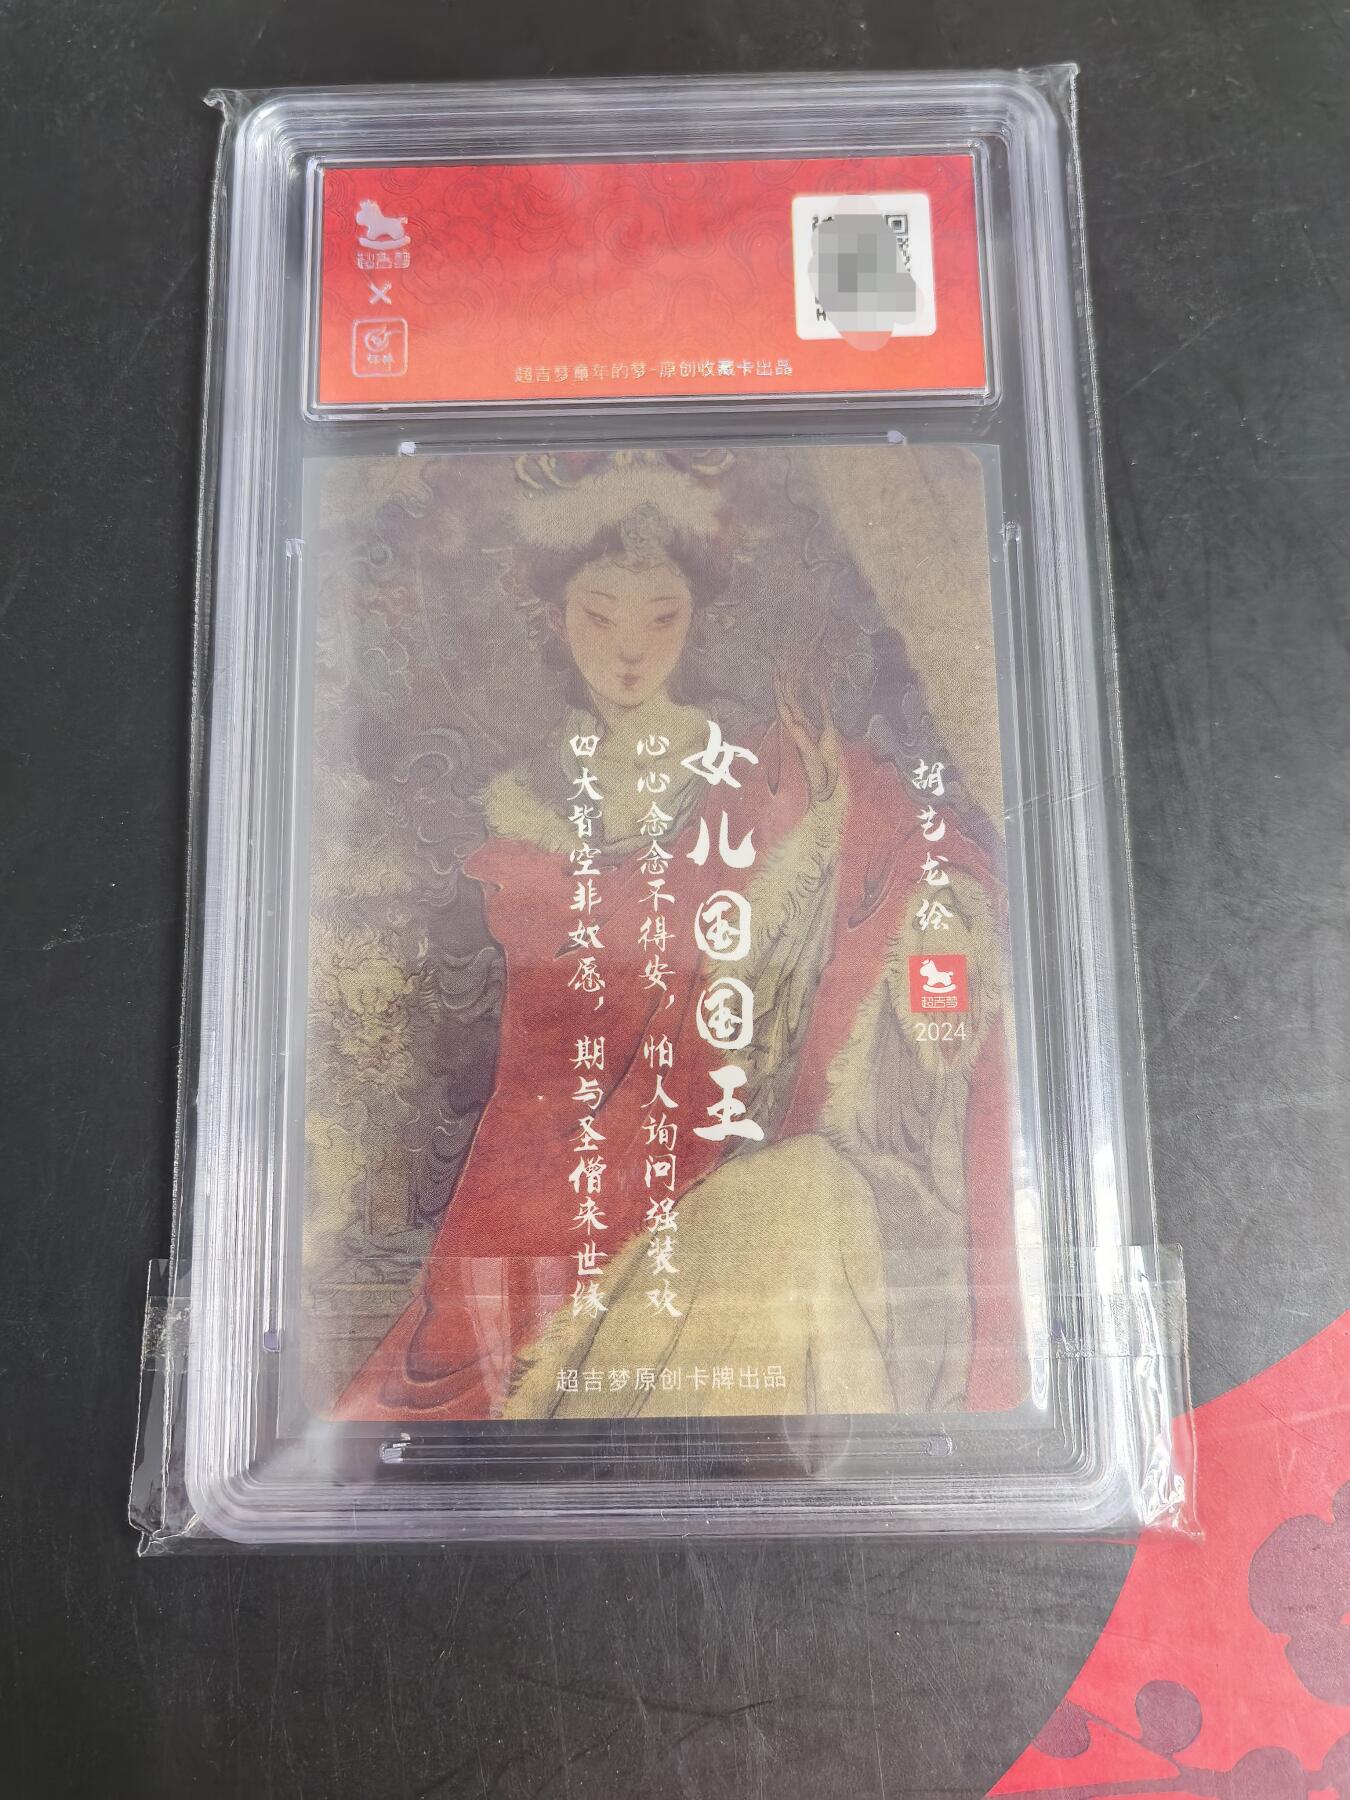 超吉梦
×
超吉梦童年的梦-原创收藏卡出品
胡艺龙绘
超吉梦
2024
女儿国国王
心心念念不得安，怕人询问强装欢
四大皆空非奴愿，期与圣僧来世缘
超吉梦原创卡牌出品